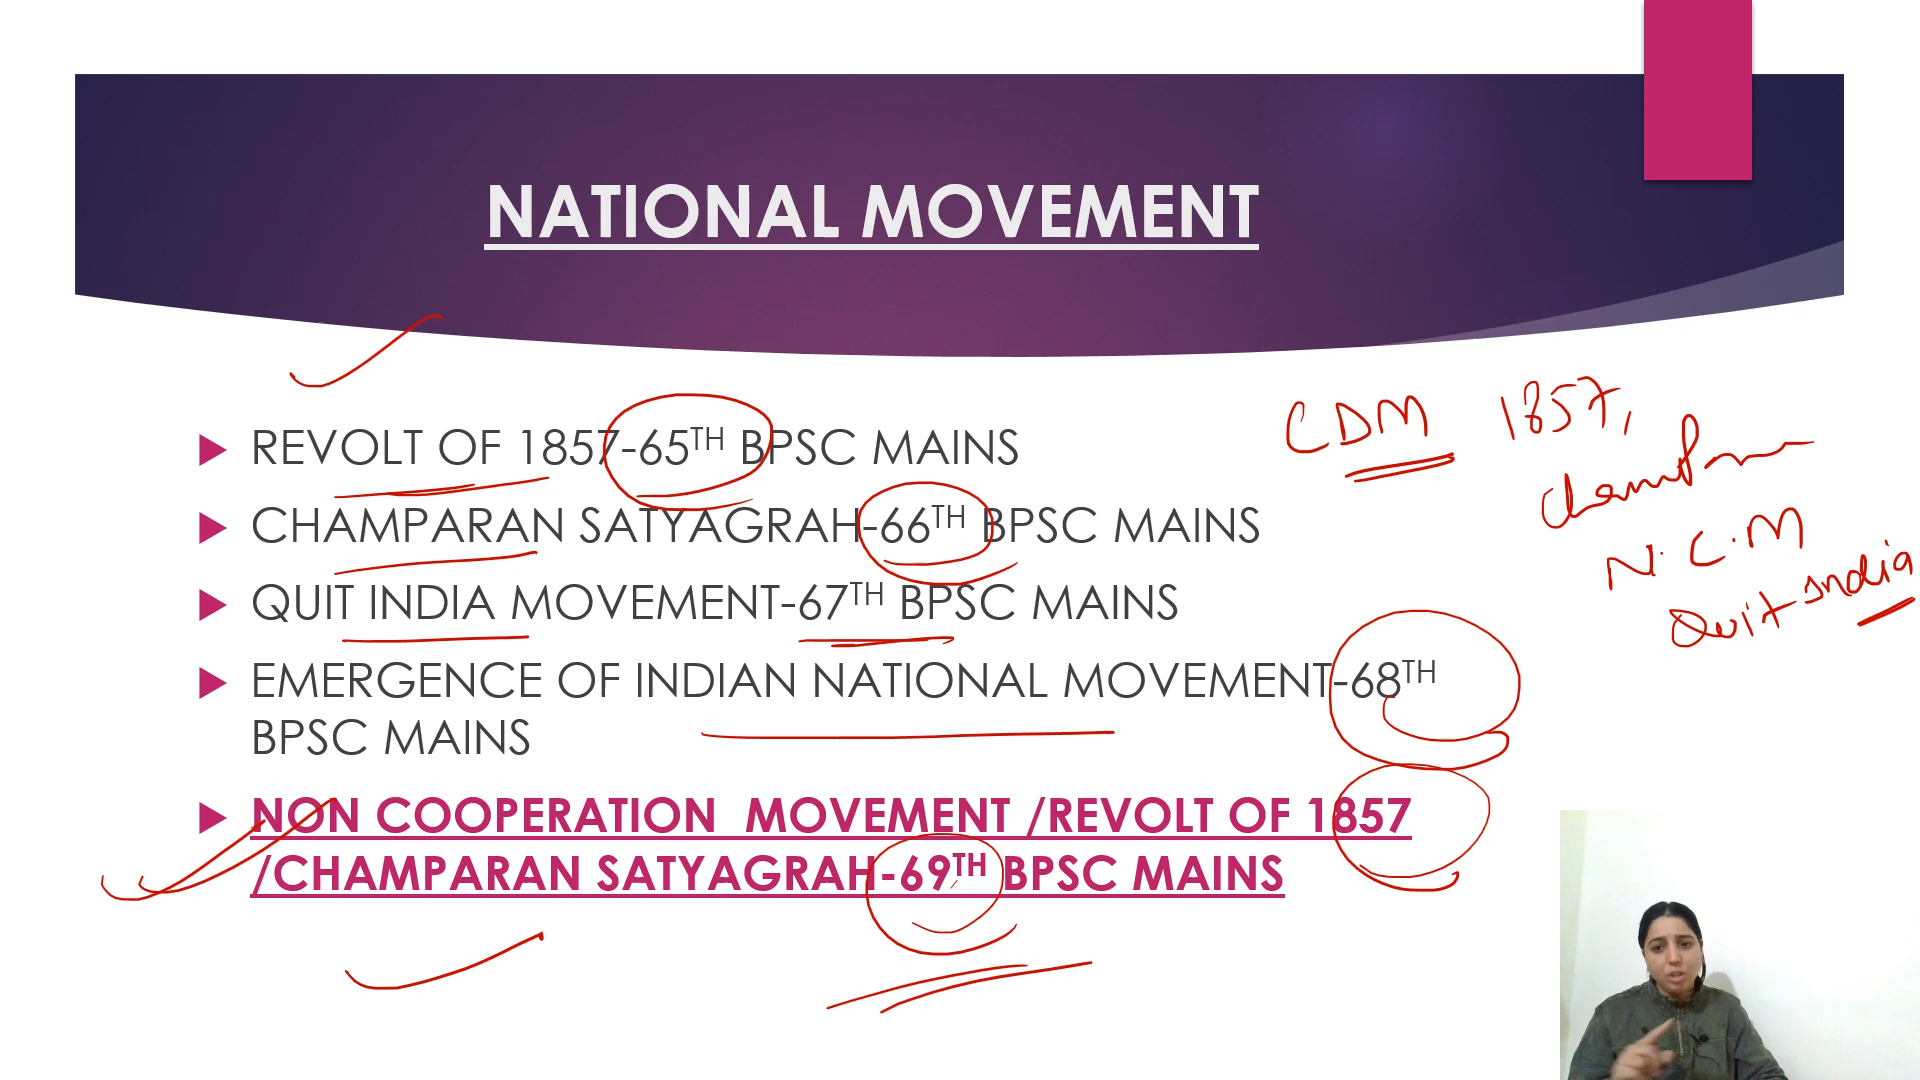 NATIONAL MOVEMENT
REVOLT OF 1857-65TH BPSC MAINS
CHAMPARAN SATYAGRAH-66TH BPSC MAINS
QUIT INDIA MOVEMENT-67TH BPSC MAINS
EMERGENCE OF INDIAN NATIONAL MOVEMENT-68TH
BPSC MAINS
NON COOPERATION MOVEMENT /REVOLT OF 1857
/CHAMPARAN SATYAGRAH-69TH BPSC MAINS
CDM 1857,
N.C.M
Quit India